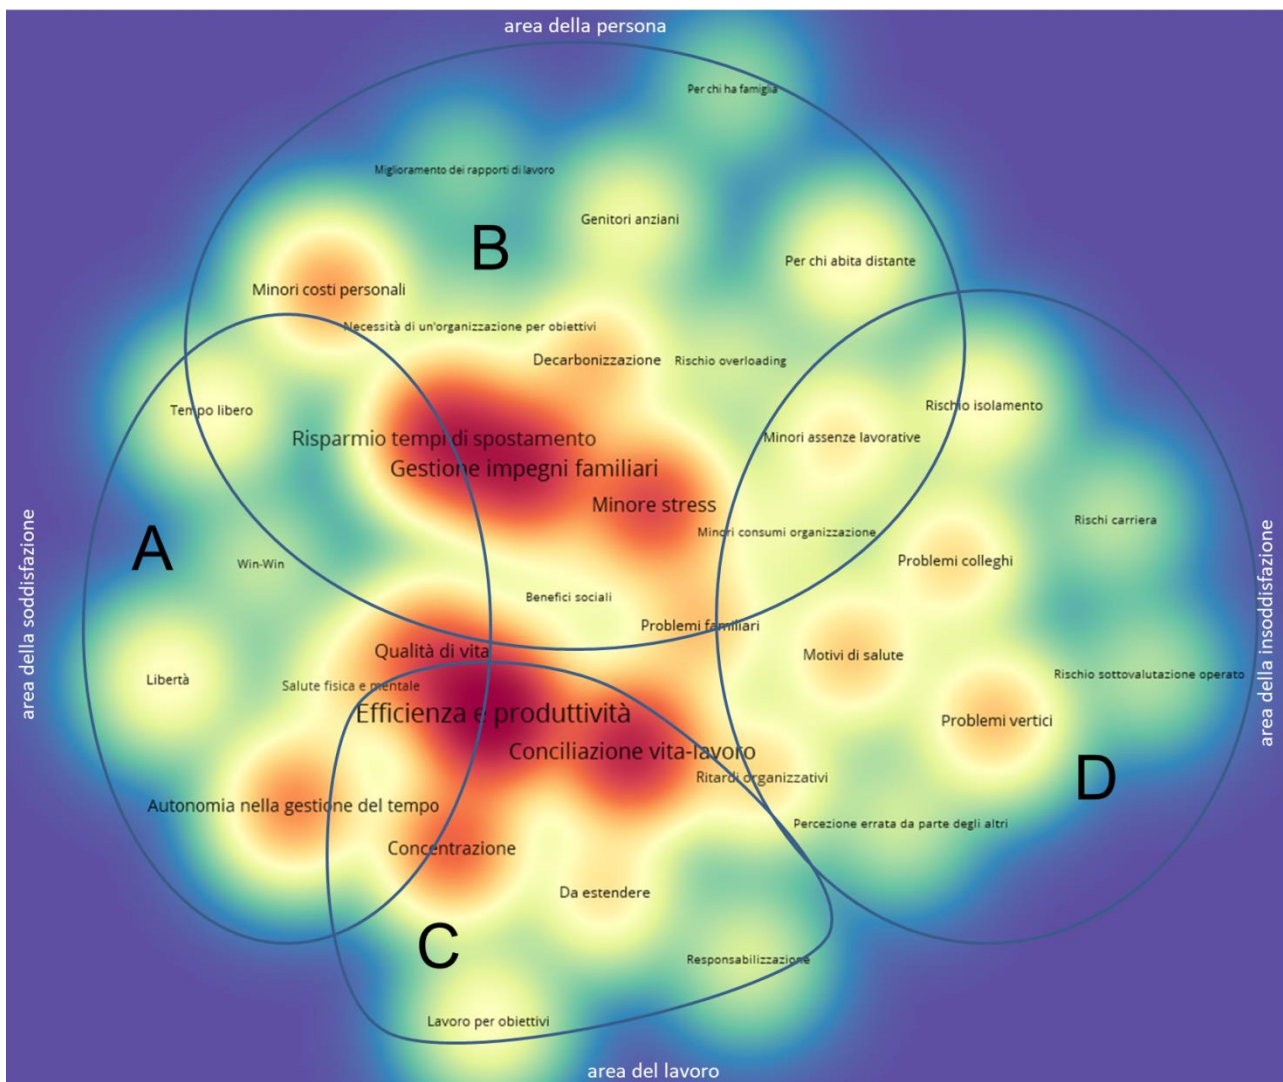 area della persona
Per chi ha famiglia
Miglioramento dei rapporti di lavoro
Genitori anziani
B
Per chi abita distante
Minori costi personali
Necessità di un'organizzazione per obiettivi
Decarbonizzazione
Rischio overloading
Tempo libero
Rischio isolamento
Risparmio tempi di spostamento
Minori assenze lavorative
Gestione impegni familiari
Minore stress
Rischi carriera
Minori consumi organizzazione
A
Win-Win
Problemi colleghi
area della soddisfazione
area della insoddisfazione
Benefici sociali
Problemi familiari
Qualità di vita
Motivi di salute
Libertà
Salute fisica e mentale
Rischio sottovalutazione operato
Efficienza e produttività
Problemi vertici
Conciliazione vita-lavoro
Ritardi organizzativi
D
Autonomia nella gestione del tempo
Percezione errata da parte degli altri
Concentrazione
Da estendere
C
Responsabilizzazione
Lavoro per obiettivi
area del lavoro